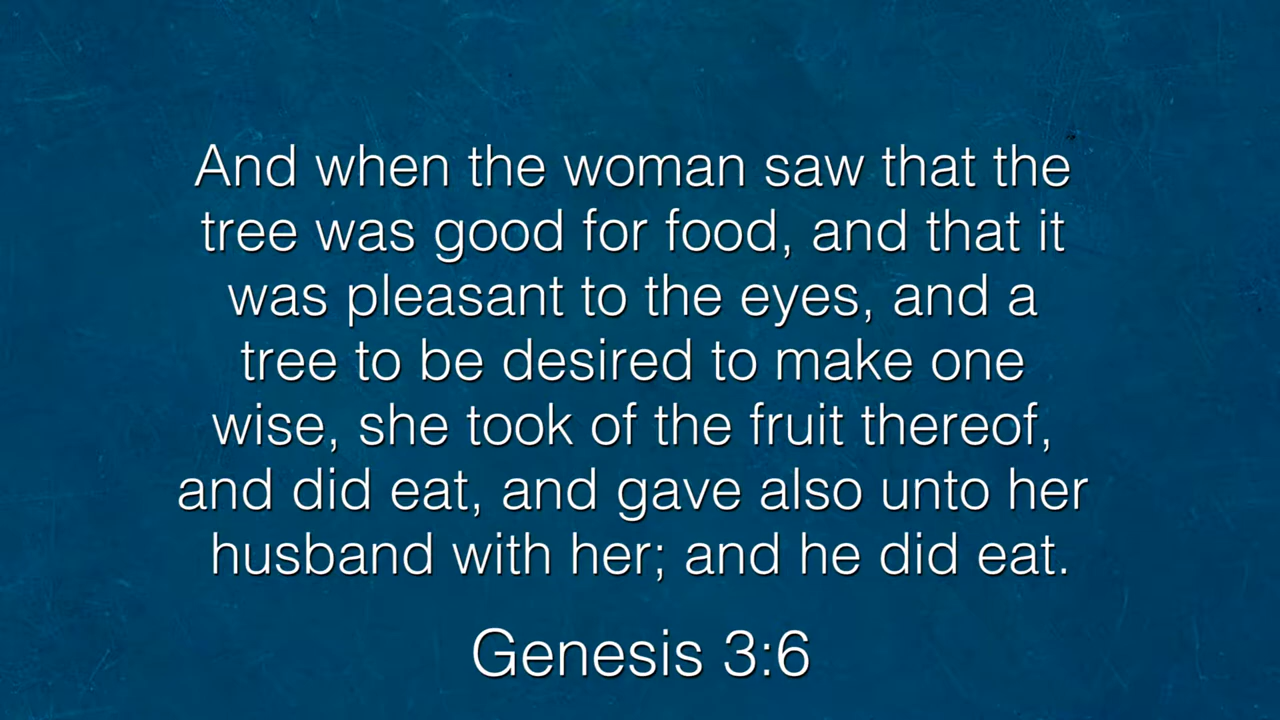 And when the woman saw that the
tree was good for food, and that it
was pleasant to the eyes, and a
tree to be desired to make one
wise, she took of the fruit thereof,
and did eat, and gave also unto her
husband with her; and he did eat.
Genesis 3:6